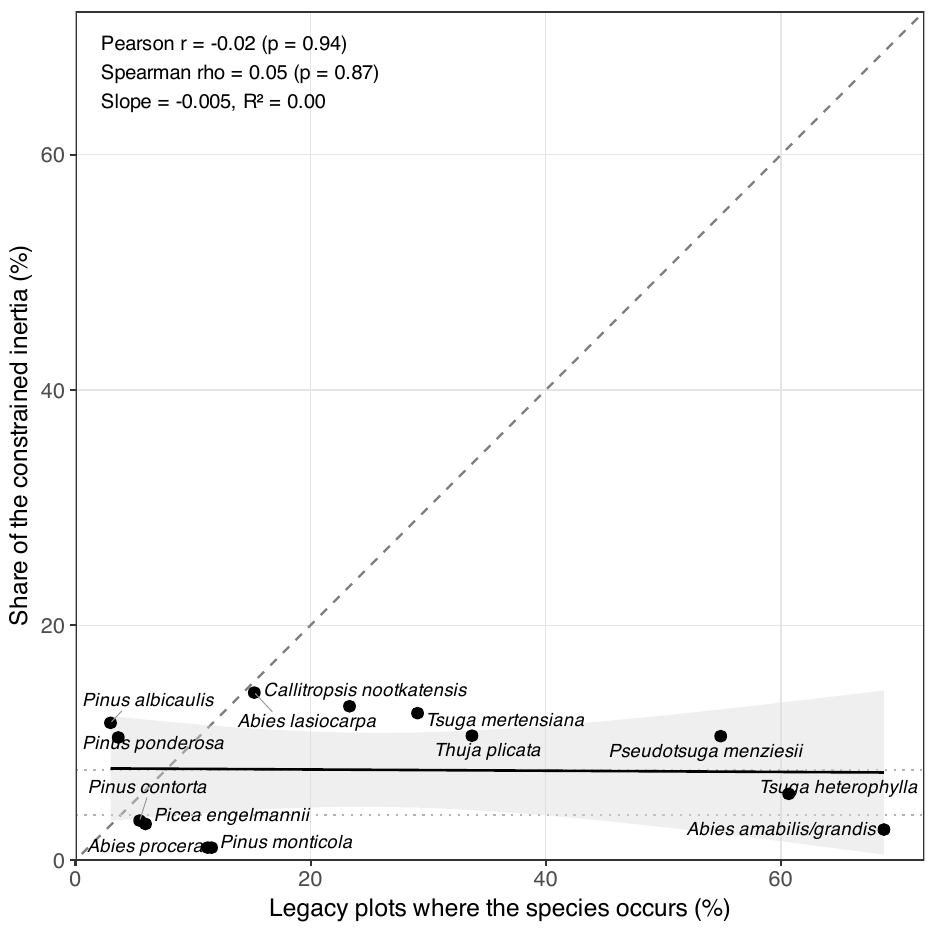 Pearson r = -0.02 (p = 0.94)
Spearman rho = 0.05 (p = 0.87)
Slope = -0.005, R² = 0.00
60
40
20
0
Share of the constrained inertia (%)
Pinus albicaulis
Callitropsis nootkatensis
Abies lasiocarpa
Tsuga mertensiana
Pinus ponderosa
Thuja plicata
Pseudotsuga menziesii
Pinus contorta
Tsuga heterophylla
Picea engelmannii
Abies amabilis/grandis
Abies procera
Pinus monticola
0
20
40
60
Legacy plots where the species occurs (%)